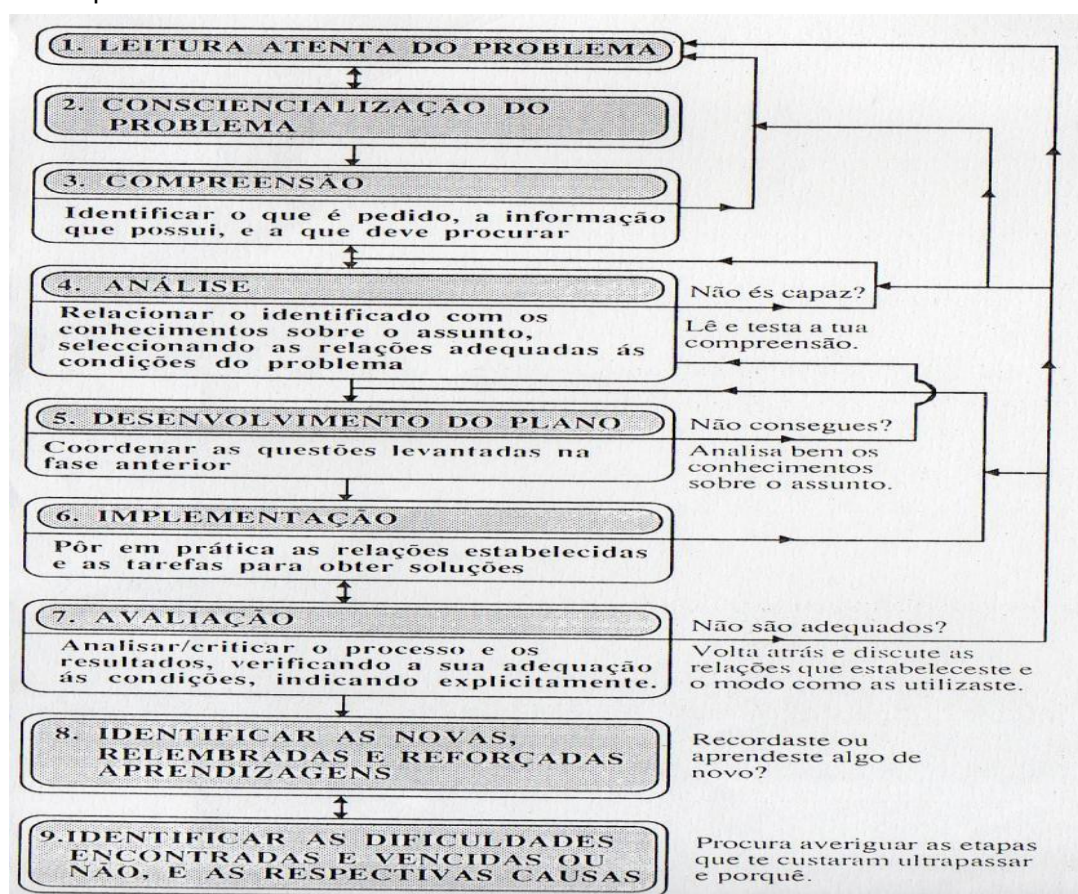 1. LEITURA ATENTA DO PROBLEMA
2. CONSCIENCIALIZAÇÃO DO
PROBLEMA
3. COMPREENSÃO
Identificar o que é pedido, a informação
que possui, e a que deve procurar
4. ANÁLISE
Relacionar o identificado com os
conhecimentos sobre o assunto,
seleccionando as relações adequadas ás
condições do problema
Não és capaz?
Lê e testa a tua
compreensão.
5. DESENVOLVIMENTO DO PLANO
Coordenar as questões levantadas na
fase anterior
Não consegues?
Analisa bem os
conhecimentos
sobre o assunto.
6. IMPLEMENTAÇÃO
Pôr em prática as relações estabelecidas
e as tarefas para obter soluções
7. AVALIAÇÃO
Analisar/criticar o processo e os
resultados, verificando a sua adequação
ás condições, indicando explicitamente.
Não são adequados?
Volta atrás e discute as
relações que estabeleceste e
o modo como as utilizaste.
8. IDENTIFICAR AS NOVAS,
RELEMBRADAS E REFORÇADAS
APRENDIZAGENS
Recordaste ou
aprendeste algo de
novo?
9.IDENTIFICAR AS DIFICULDADES
ENCONTRADAS E VENCIDAS OU
NÃO, E AS RESPECTIVAS CAUSAS
Procura averiguar as etapas
que te custaram ultrapassar
e porquê.